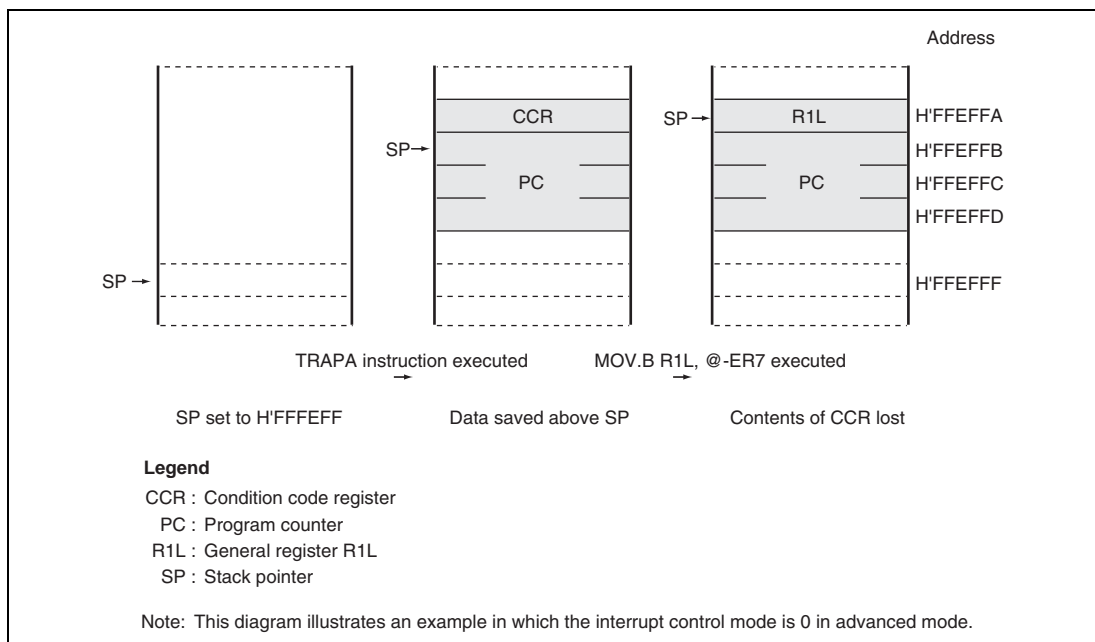 Address
CCR
SP
R1L
H'FFEFFA
SP
H'FFEFFB
PC
PC
H'FFEFFC
H'FFEFFD
SP
H'FFEFFF
TRAPA instruction executed
MOV.B R1L, @-ER7 executed
SP set to H'FFFEFF
Data saved above SP
Contents of CCR lost
Legend
CCR : Condition code register
PC : Program counter
R1L : General register R1L
SP : Stack pointer
Note: This diagram illustrates an example in which the interrupt control mode is 0 in advanced mode.